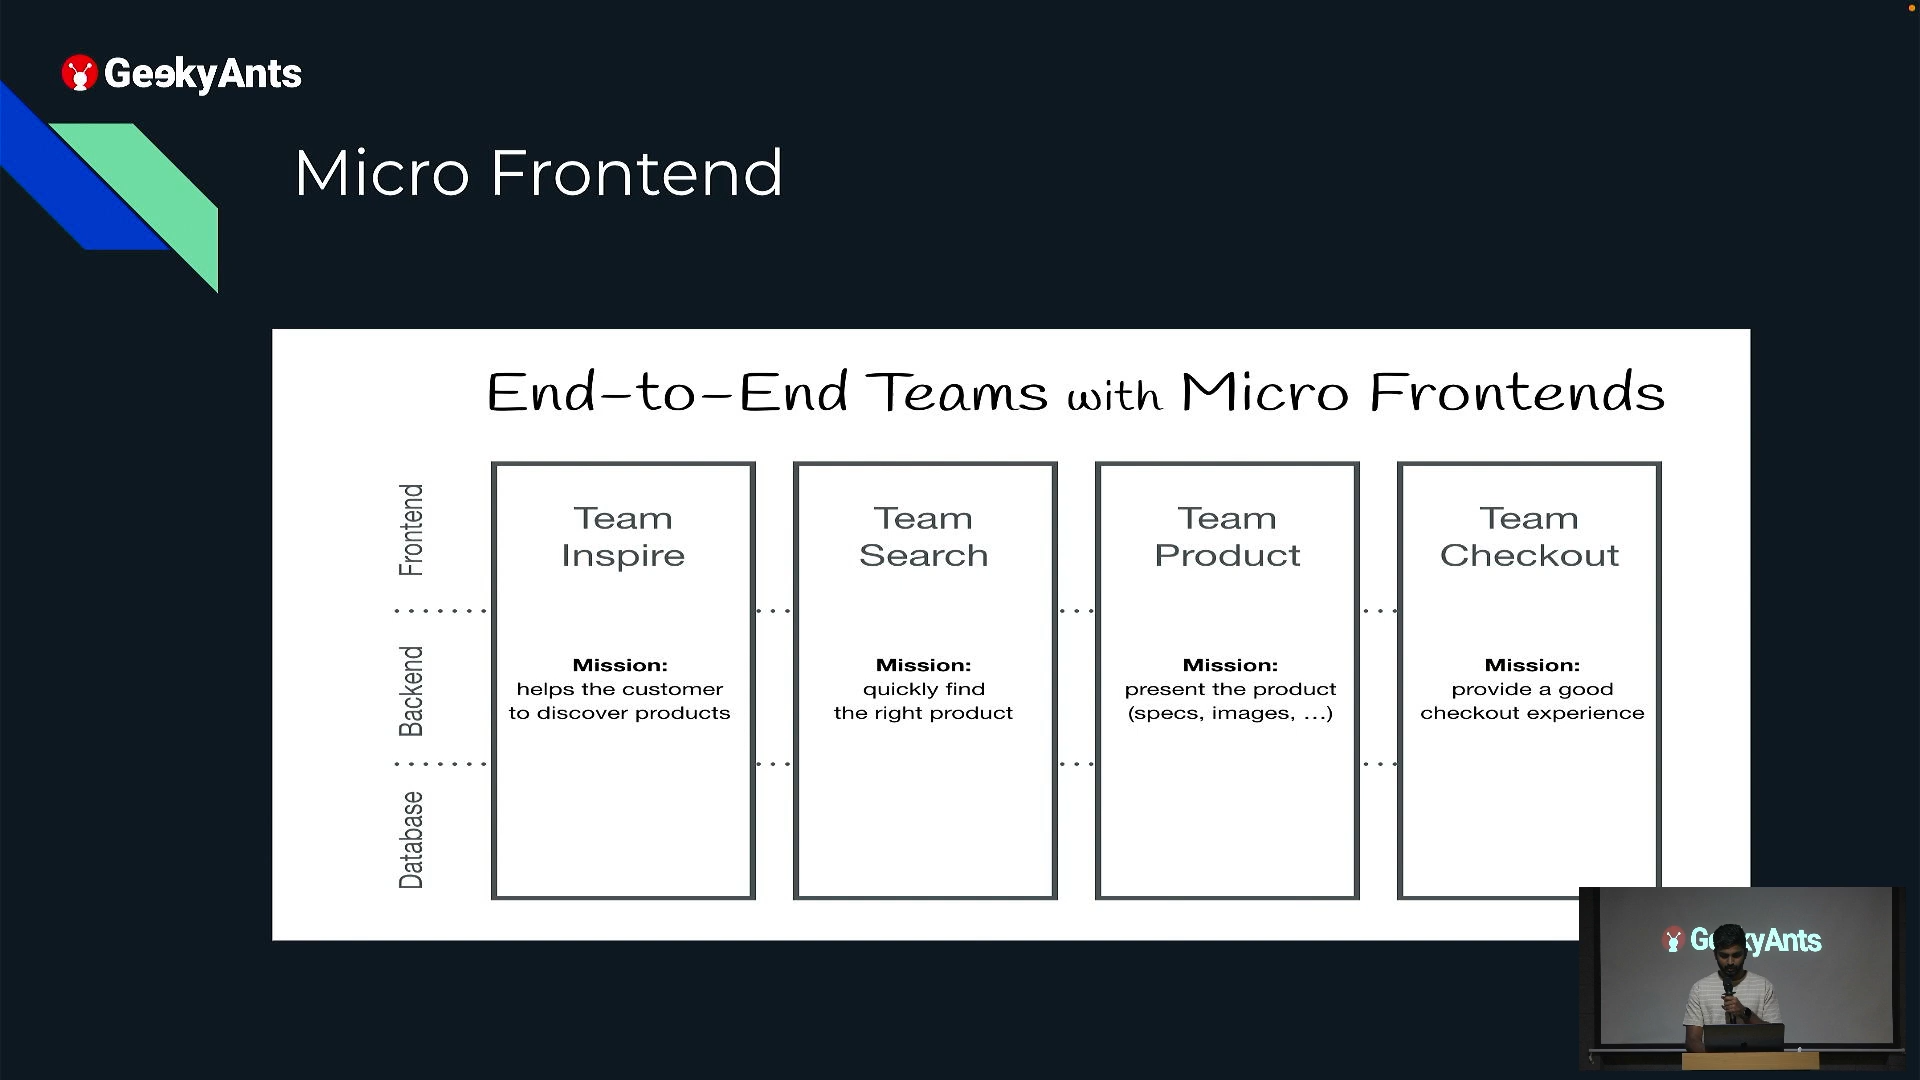 GeekyAnts
Micro Frontend
End-to-End Teams with Micro Frontends
Frontend
Backend
Database
Team
Inspire
Mission:
helps the customer
to discover products
Team
Search
Mission:
quickly find
the right product
Team
Product
Mission:
present the product
(specs, images, ...)
Team
Checkout
Mission:
provide a good
checkout experience
GeekyAnts